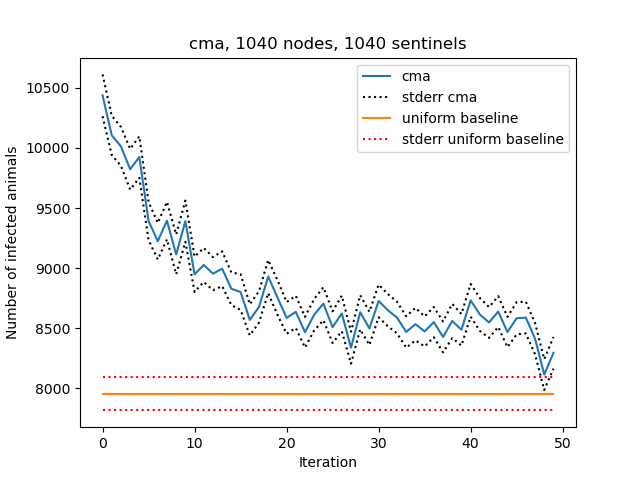 cma, 1040 nodes, 1040 sentinels
cma
stderr cma
uniform baseline
stderr uniform baseline
Number of infected animals
10500
10000
9500
9000
8500
8000
0 10 20 30 40 50
Iteration